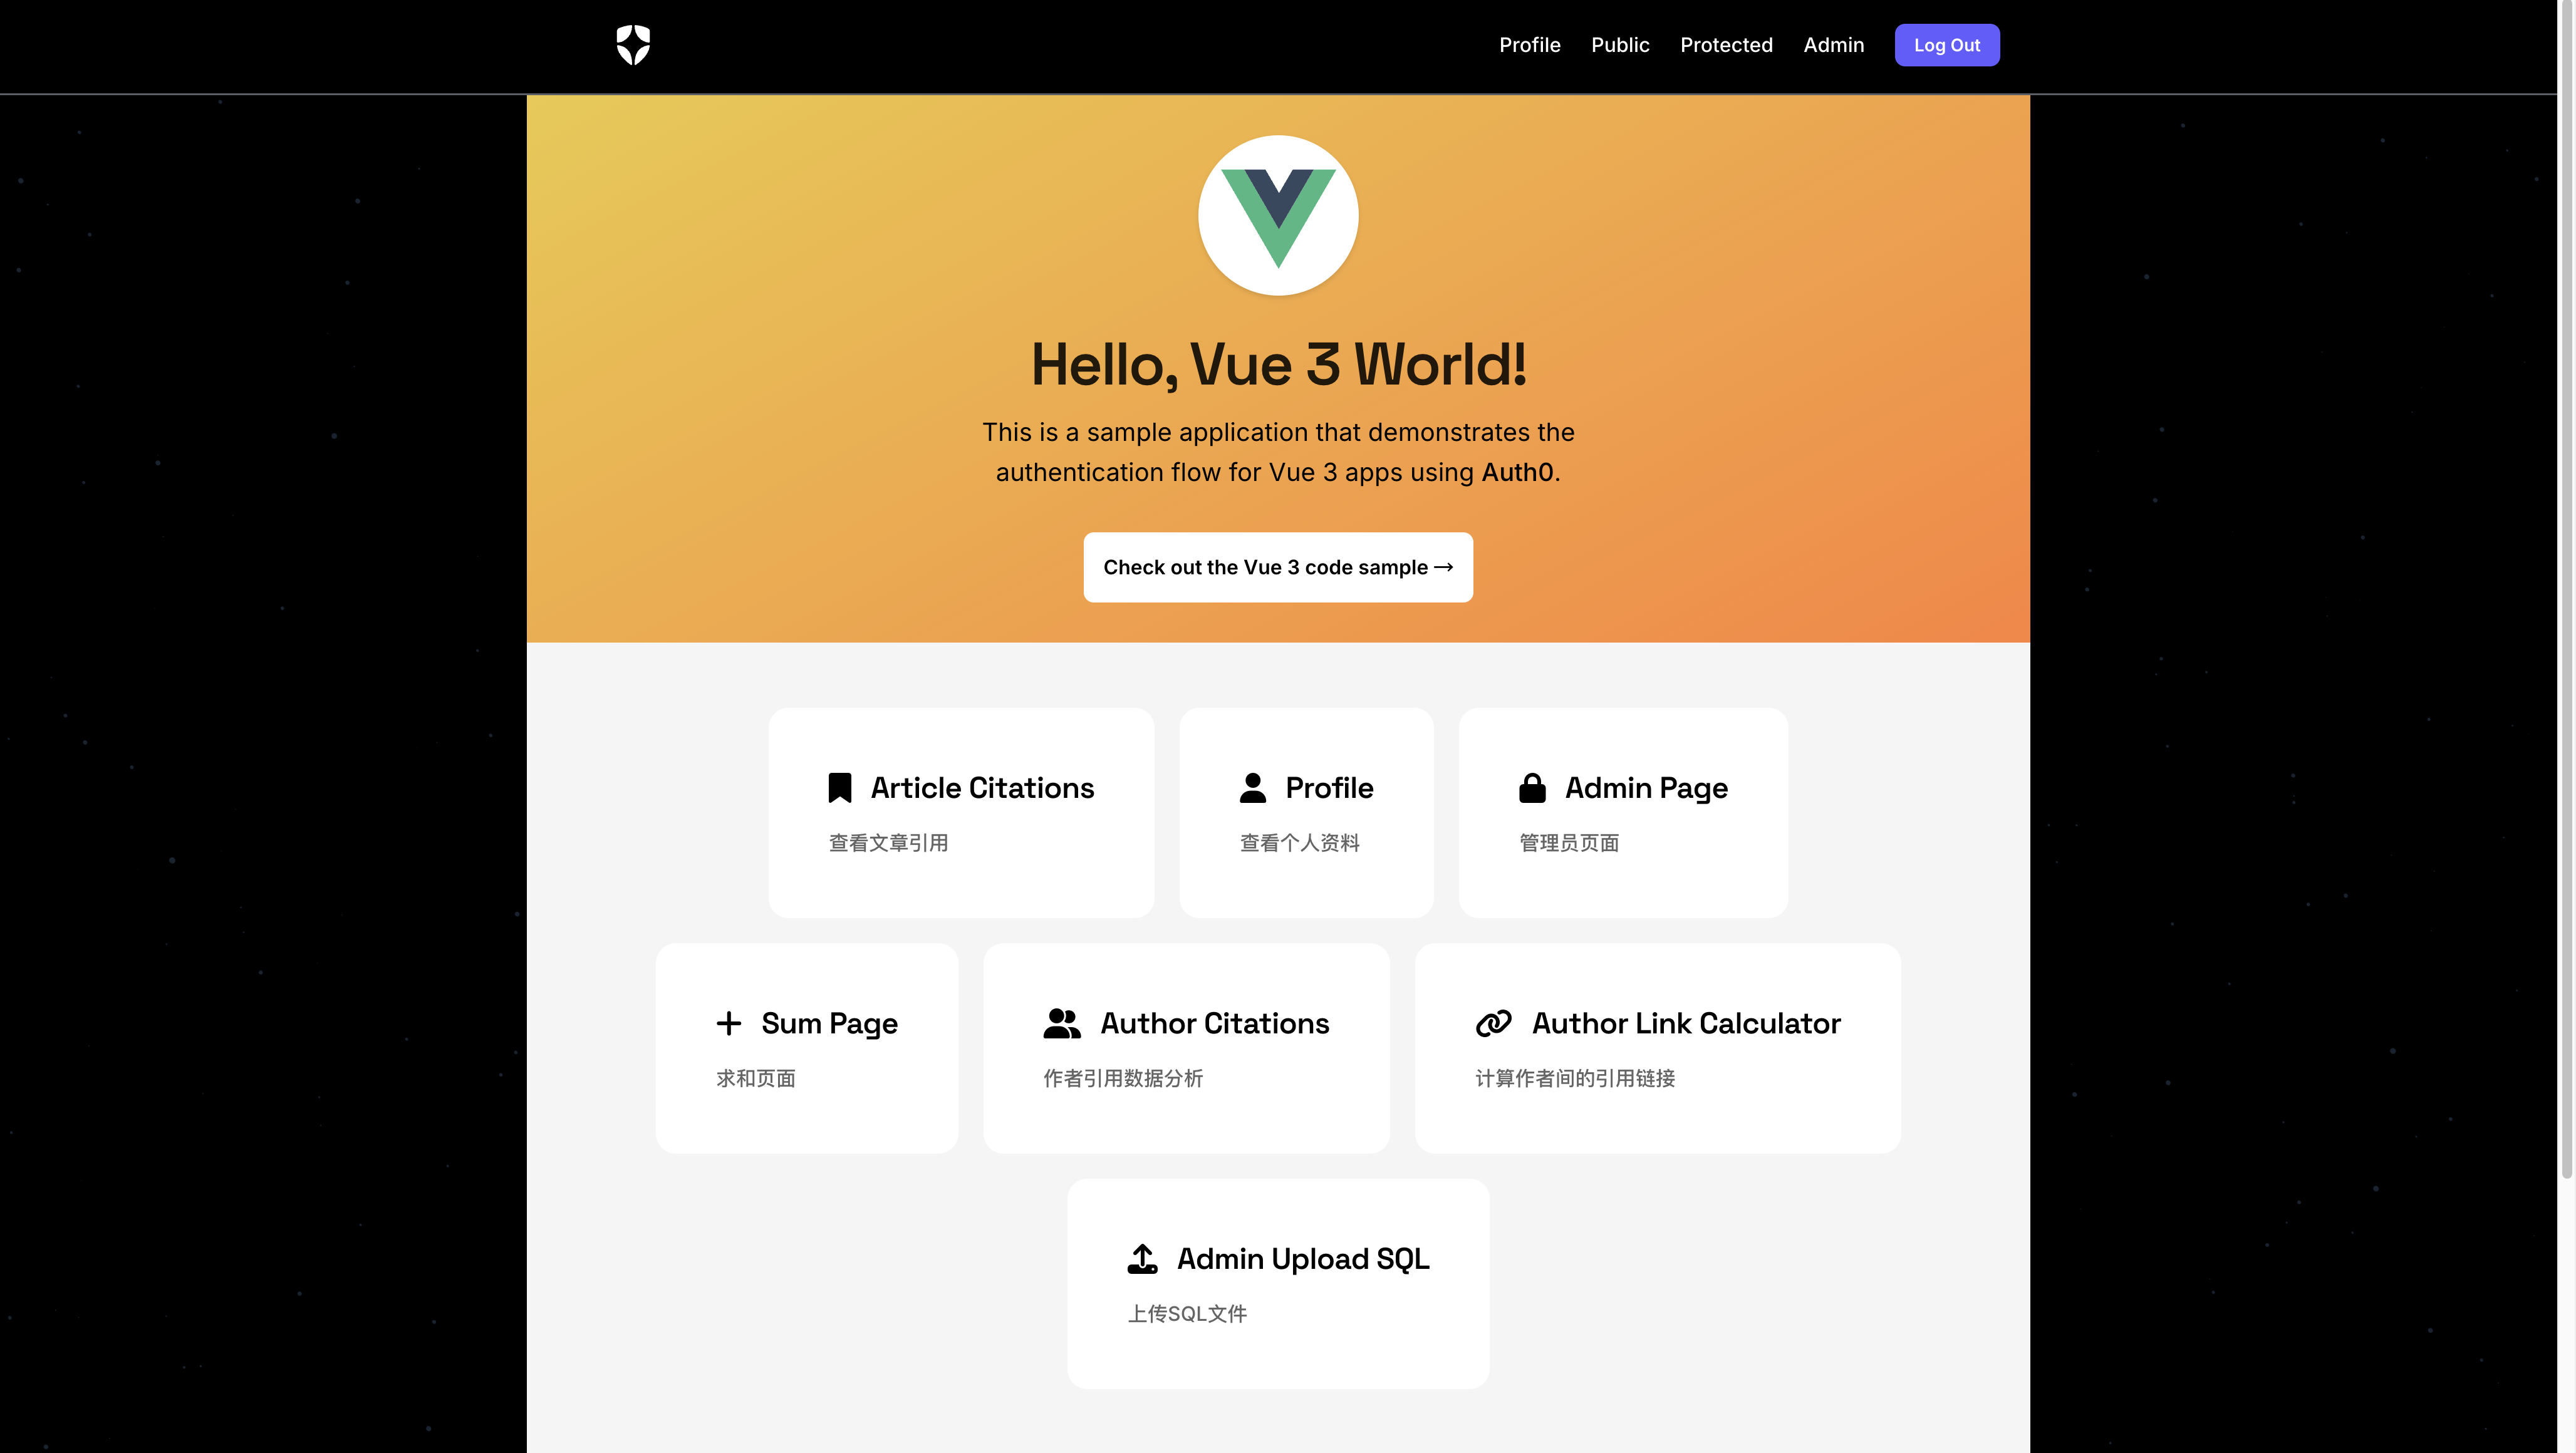 Profile Public Protected Admin Log Out
Hello, Vue 3 World!
This is a sample application that demonstrates the
authentication flow for Vue 3 apps using Auth0.
Check out the Vue 3 code sample →
Article Citations
查看文章引用
Profile
查看个人资料
Admin Page
管理员页面
Sum Page
求和页面
Author Citations
作者引用数据分析
Author Link Calculator
计算作者间的引用链接
Admin Upload SQL
上传SQL文件